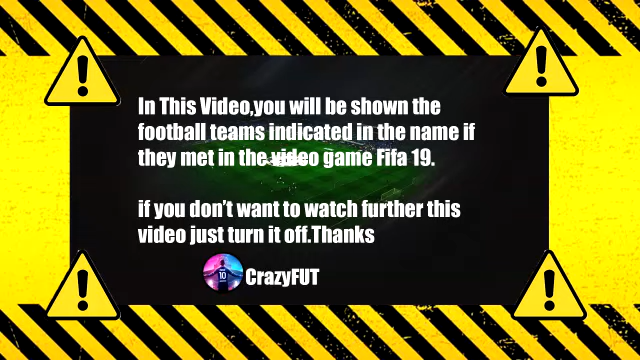 In This Video,you will be shown the
football teams indicated in the name if
they met in the video game Fifa 19.
if you don't want to watch further this
video just turn it off.Thanks
10
CrazyFUT